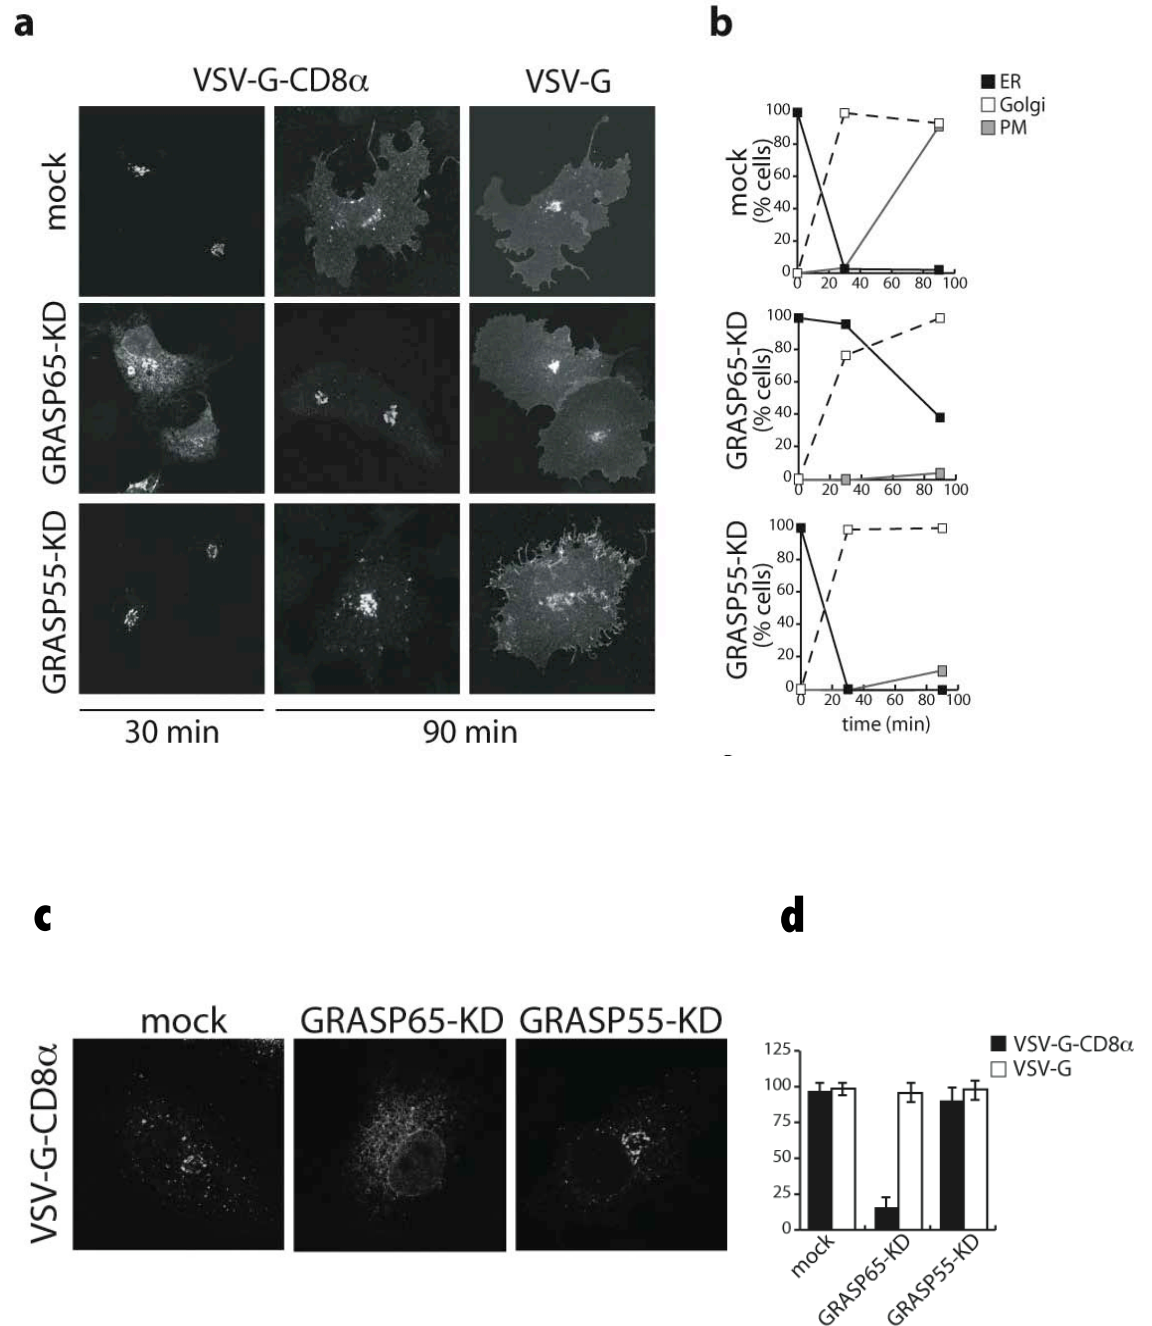 a
VSV-G-CD8α
VSV-G
mock
GRASP65-KD
GRASP55-KD
30 min
90 min
b
ER
Golgi
PM
mock
(% cells)
100
80
60
40
20
0
0 20 40 60 80 100
GRASP65-KD
(% cells)
100
80
60
40
20
0
0 20 40 60 80 100
GRASP55-KD
(% cells)
100
80
60
40
20
0
0 20 40 60 80 100
time (min)
c
mock
GRASP65-KD
GRASP55-KD
VSV-G-CD8α
d
VSV-G-CD8α
VSV-G
125
100
75
50
25
0
mock
GRASP65-KD
GRASP55-KD